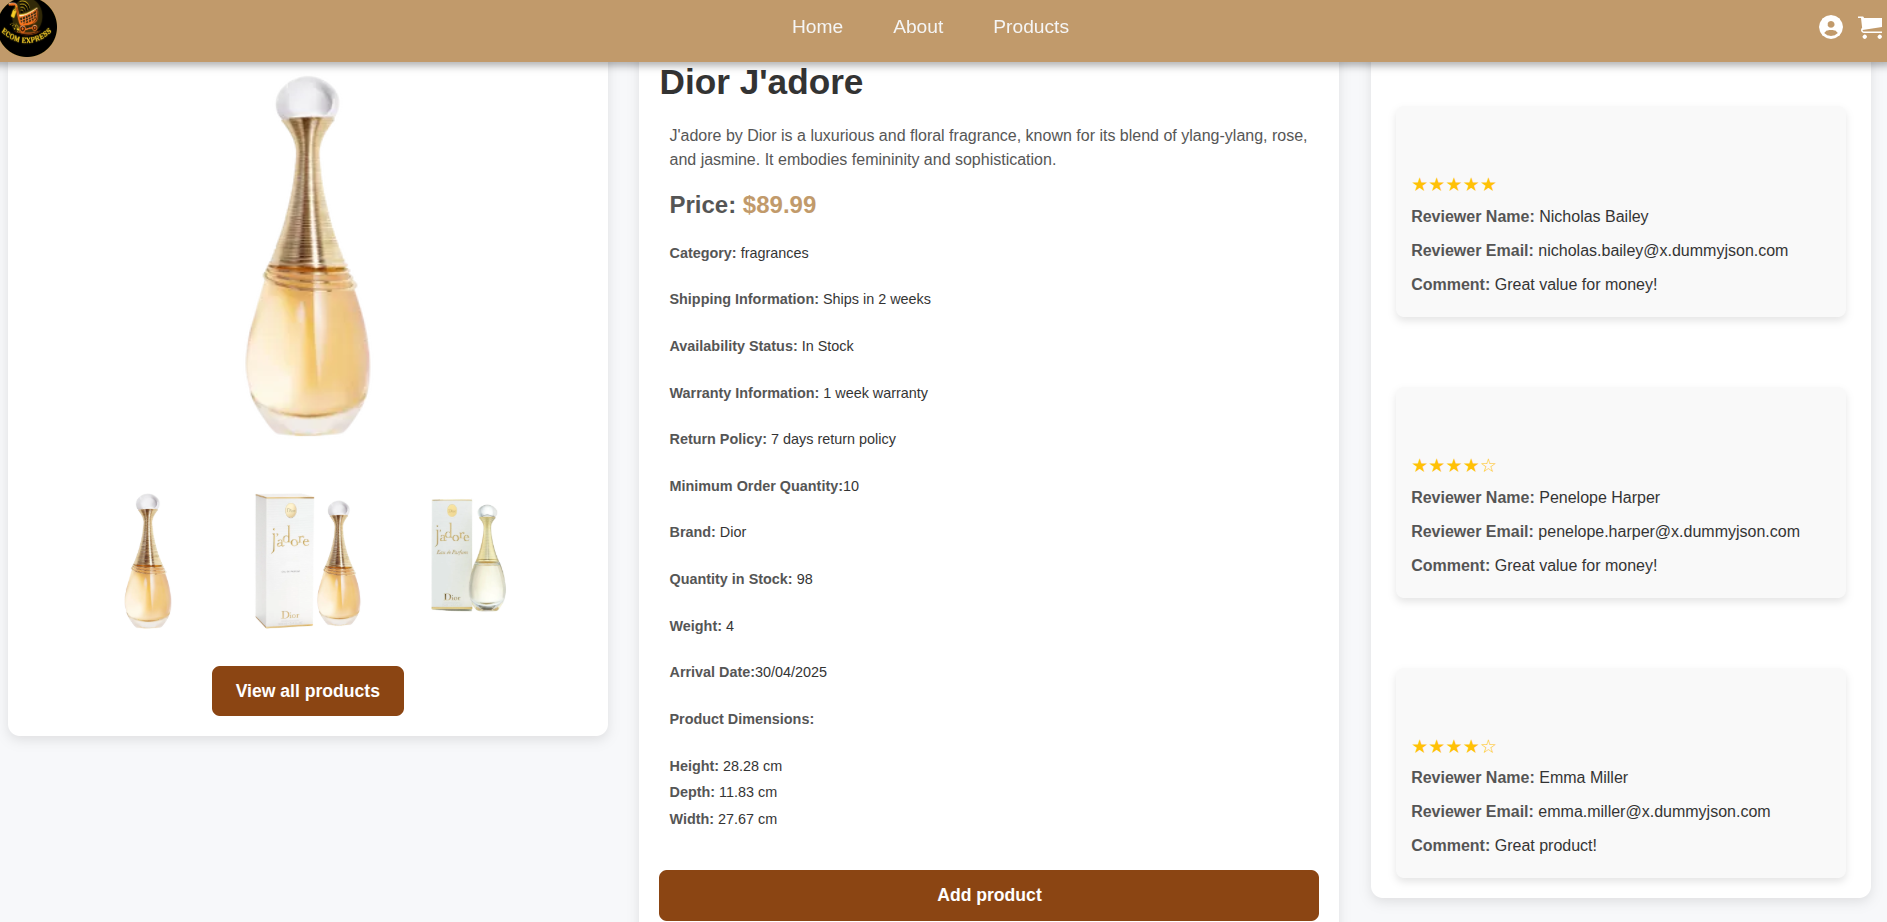 ECOM EXPRESS
Home
About
Products
Dior J'adore
J'adore by Dior is a luxurious and floral fragrance, known for its blend of ylang-ylang, rose,
and jasmine. It embodies femininity and sophistication.
Price: $89.99
Category: fragrances
Shipping Information: Ships in 2 weeks
Availability Status: In Stock
Warranty Information: 1 week warranty
Return Policy: 7 days return policy
Minimum Order Quantity:10
Brand: Dior
Quantity in Stock: 98
Weight: 4
Arrival Date:30/04/2025
Product Dimensions:
Height: 28.28 cm
Depth: 11.83 cm
Width: 27.67 cm
Add product
j'adore
Dior
j'adore
Eau de Parfum
Dior
View all products
★★★★★
Reviewer Name: Nicholas Bailey
Reviewer Email: nicholas.bailey@x.dummyjson.com
Comment: Great value for money!
★★★★☆
Reviewer Name: Penelope Harper
Reviewer Email: penelope.harper@x.dummyjson.com
Comment: Great value for money!
★★★★☆
Reviewer Name: Emma Miller
Reviewer Email: emma.miller@x.dummyjson.com
Comment: Great product!